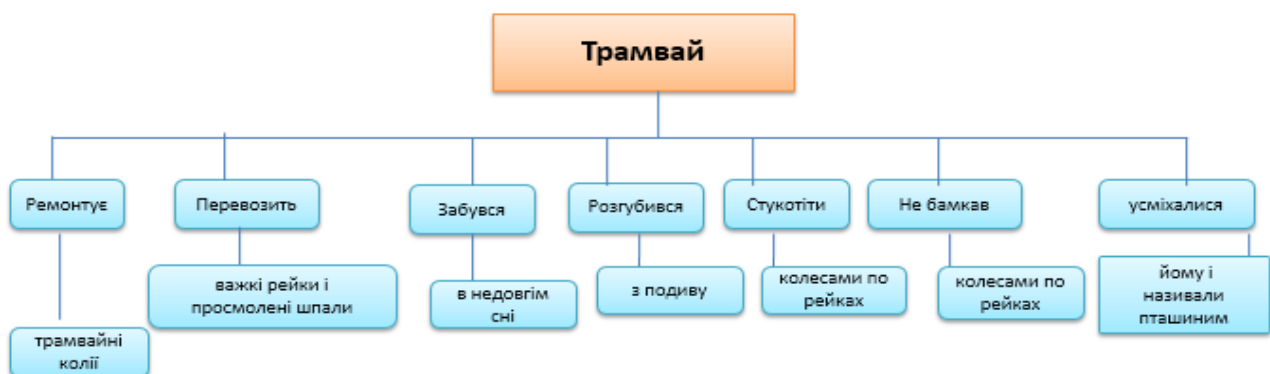 Трамвай
Ремонтує
Перевозить
Забувся
Розгубився
Стукотіти
Не бамкав
усміхалися
важкі рейки і
просмолені шпали
в недовгім
сні
з подиву
колесами по
рейках
колесами по
рейках
йому і
називали
пташиним
трамвайні
колії